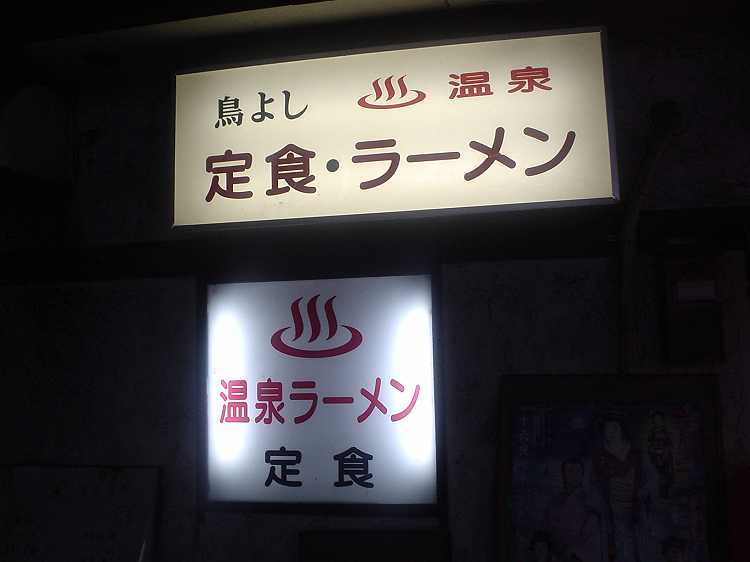 鳥よし ♨ 温泉
定食・ラーメン
♨
温泉ラーメン
定食